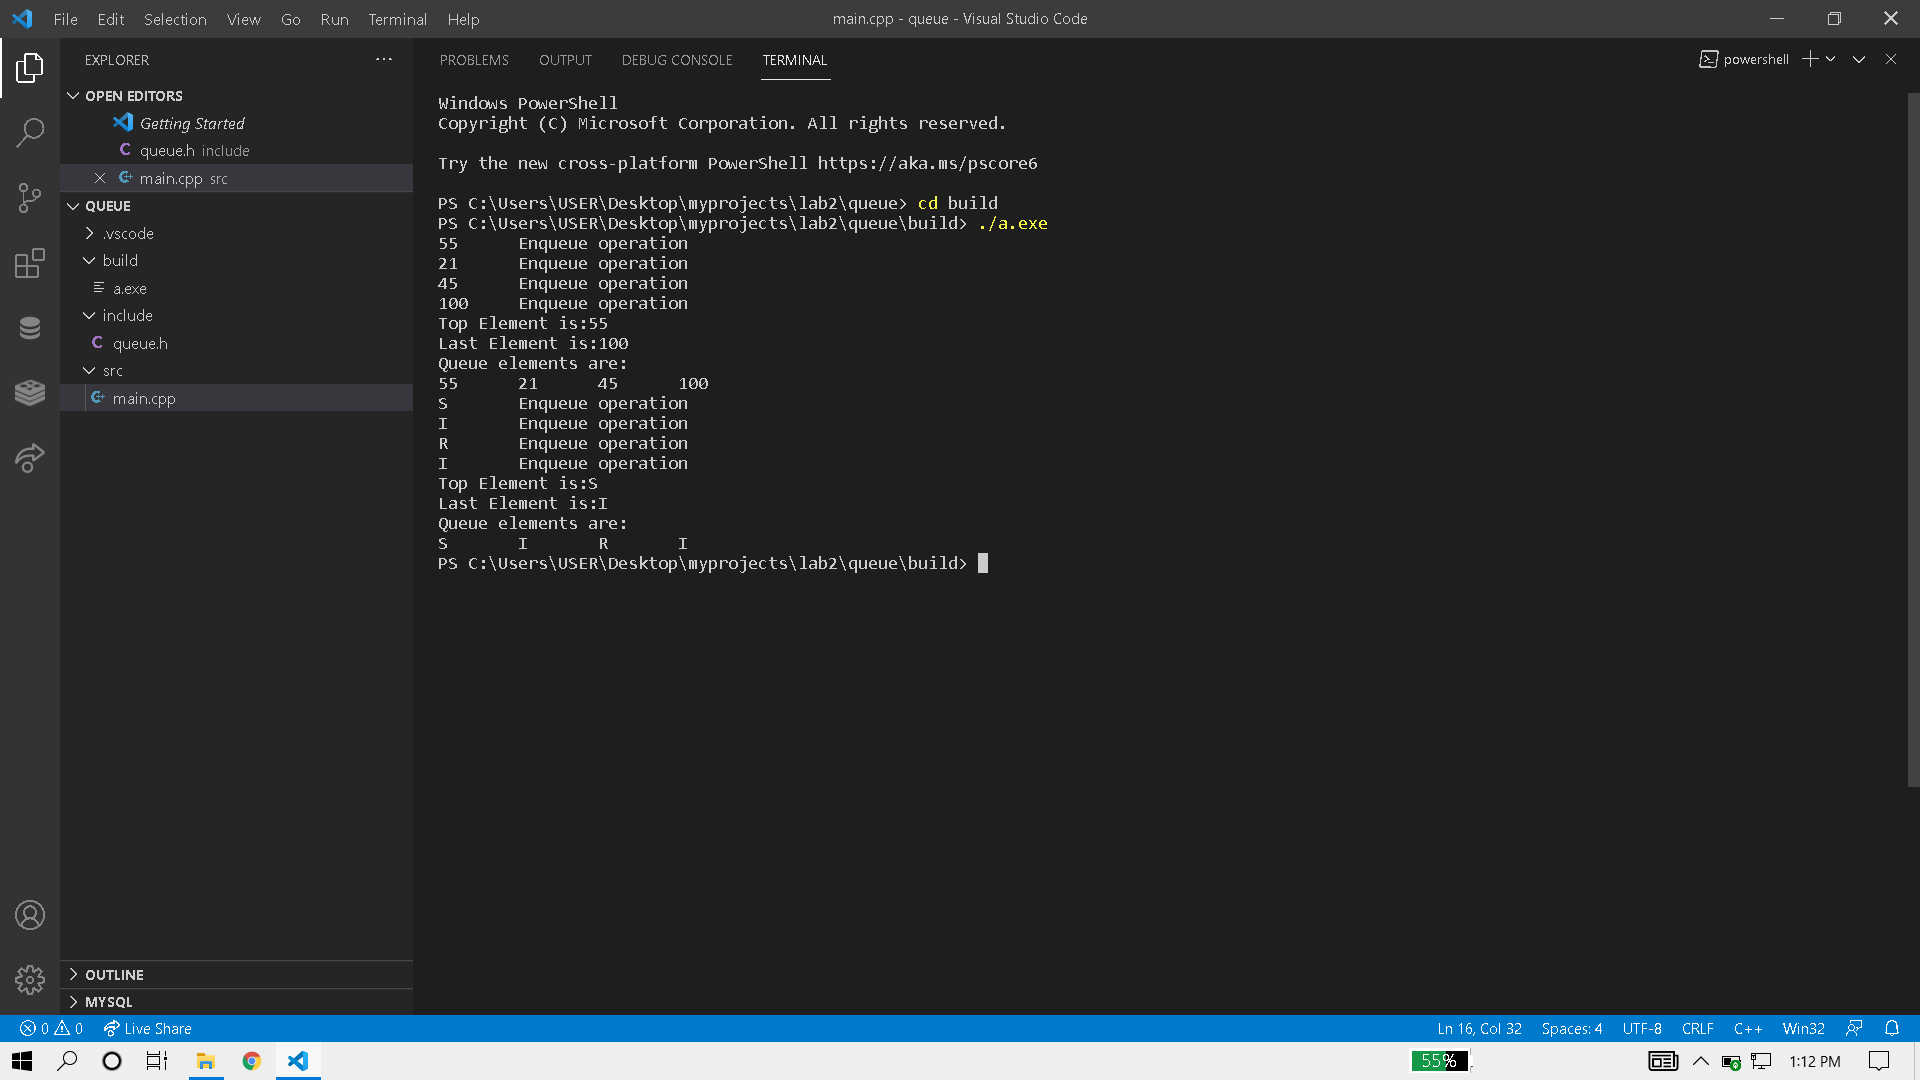 File Edit Selection View Go Run Terminal Help
main.cpp - queue - Visual Studio Code
EXPLORER
OPEN EDITORS
Getting Started
queue.h include
main.cpp src
QUEUE
.vscode
build
a.exe
include
queue.h
src
main.cpp
OUTLINE
MYSQL
PROBLEMS OUTPUT DEBUG CONSOLE TERMINAL
powershell
Windows PowerShell
Copyright (C) Microsoft Corporation. All rights reserved.
Try the new cross-platform PowerShell https://aka.ms/pscore6
PS C:\Users\USER\Desktop\myprojects\lab2\queue> cd build
PS C:\Users\USER\Desktop\myprojects\lab2\queue\build> ./a.exe
55 Enqueue operation
21 Enqueue operation
45 Enqueue operation
100 Enqueue operation
Top Element is:55
Last Element is:100
Queue elements are:
55 21 45 100
S Enqueue operation
I Enqueue operation
R Enqueue operation
I Enqueue operation
Top Element is:S
Last Element is:I
Queue elements are:
S I R I
PS C:\Users\USER\Desktop\myprojects\lab2\queue\build>
0 0 Live Share
Ln 16, Col 32 Spaces: 4 UTF-8 CRLF C++ Win32
55% 1:12 PM